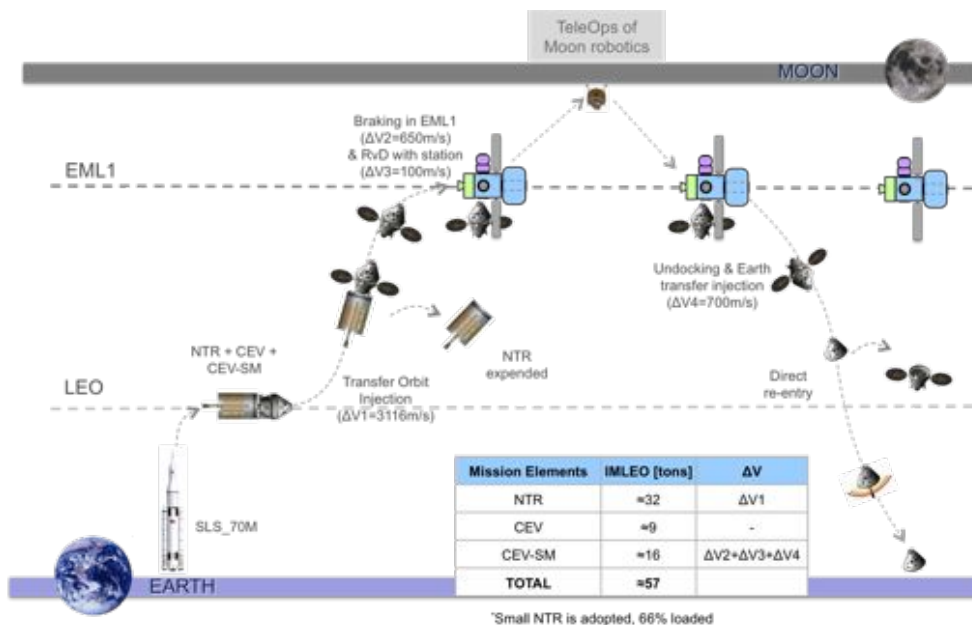 TeleOps of
Moon robotics
MOON
Braking in EML1
(ΔV2=650m/s)
& RvD with station
(ΔV3=100m/s)
EML1
Undocking & Earth
transfer injection
(ΔV4=700m/s)
NTR + CEV +
CEV-SM
NTR
expended
LEO
Transfer Orbit
Injection
(ΔV1=3116m/s)
Direct
re-entry
SLS_70M
Mission Elements IMLEO [tons] ΔV
NTR ≈32 ΔV1
CEV ≈9 -
CEV-SM ≈16 ΔV2+ΔV3+ΔV4
TOTAL ≈57
EARTH
*Small NTR is adopted, 66% loaded